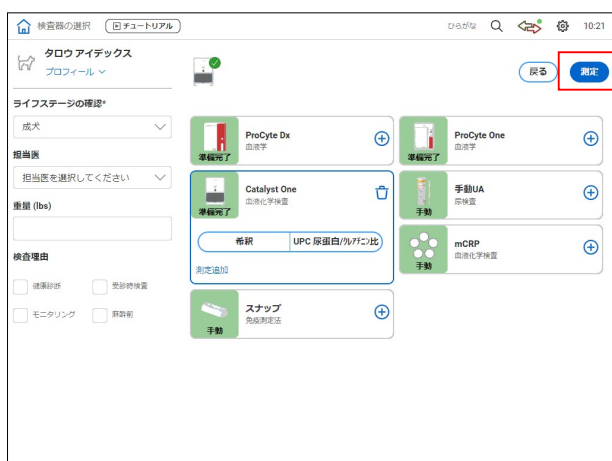 検査器の選択 チュートリアル ひらがな 10:21
タロウ アイデックス
プロフィール
戻る 測定
ライフステージの確認*
成犬
担当医
担当医を選択してください
重量 (lbs)
検査理由
健康診断 受診時検査
モニタリング 麻酔前
ProCyte Dx
血液学
準備完了
ProCyte One
血液学
準備完了
Catalyst One
血液化学検査
準備完了
希釈 UPC 尿蛋白/クレアチニン比
測定追加
手動UA
尿検査
手動
mCRP
血液化学検査
手動
スナップ
免疫測定法
手動